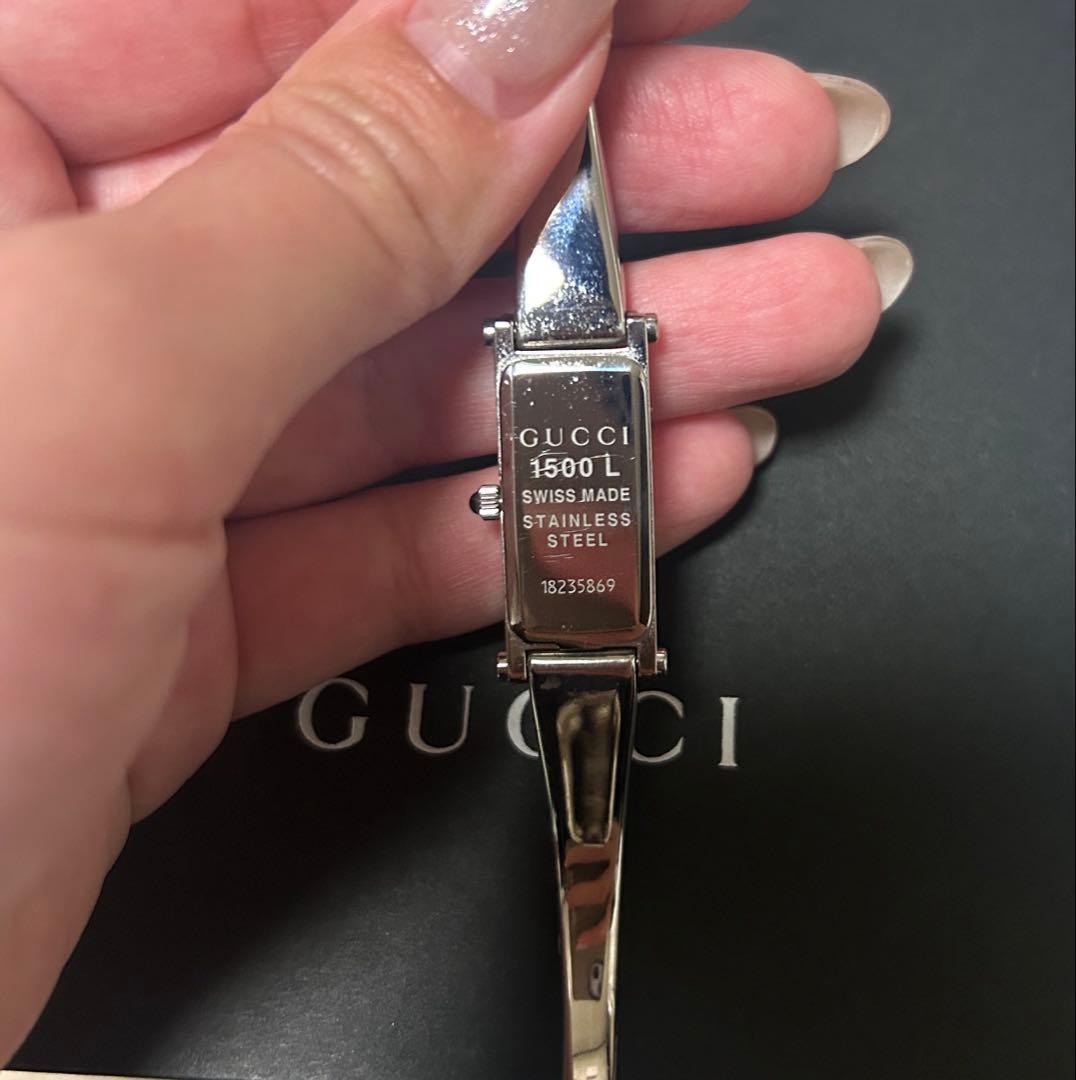 GUCCI
1500 L
SWISS MADE
STAINLESS
STEEL
18235869
GUCCI